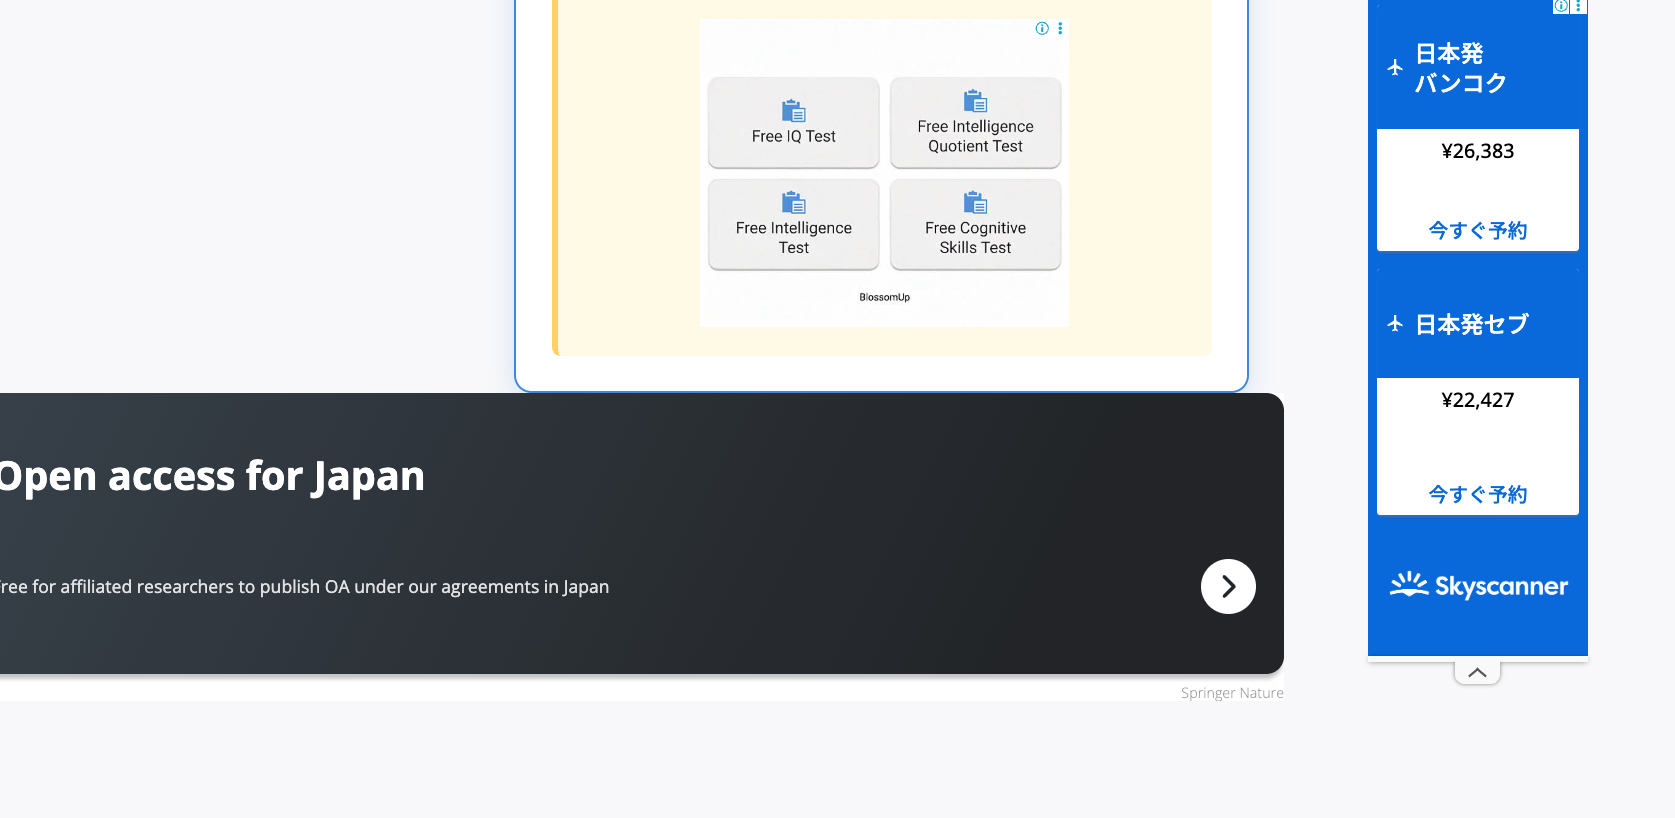 Free IQ Test
Free Intelligence
Quotient Test
Free Intelligence
Test
Free Cognitive
Skills Test
BlossomUp
Open access for Japan
ree for affiliated researchers to publish OA under our agreements in Japan
Springer Nature
日本発
バンコク
¥26,383
今すぐ予約
日本発セブ
¥22,427
今すぐ予約
Skyscanner